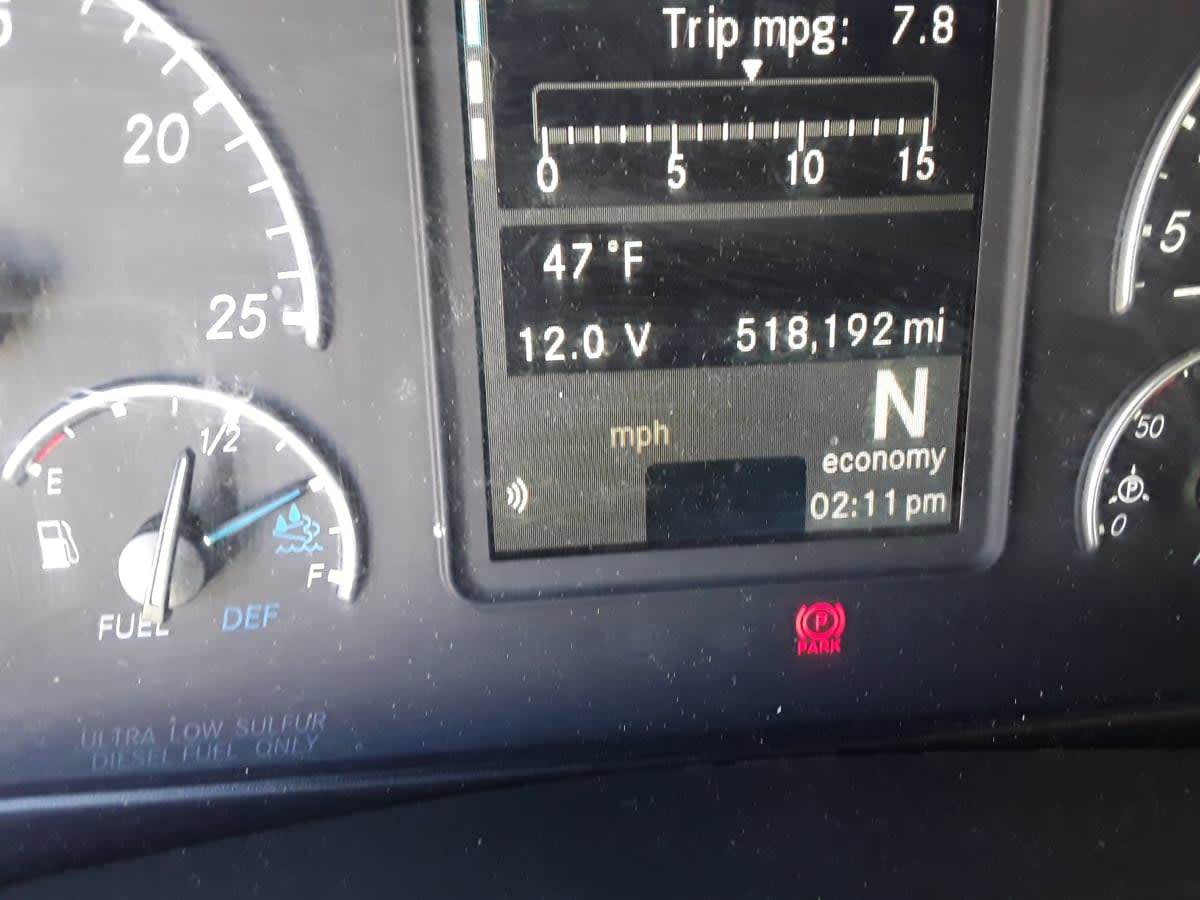 Trip mpg: 7.8
0 5 10 15
47 °F
12.0 V 518,192 mi
N
mph
economy
02:11 pm
20
25
1/2
E
F
FUEL DEF
ULTRA LOW SULFUR
DIESEL FUEL ONLY
P
PARK
5
50
P
0